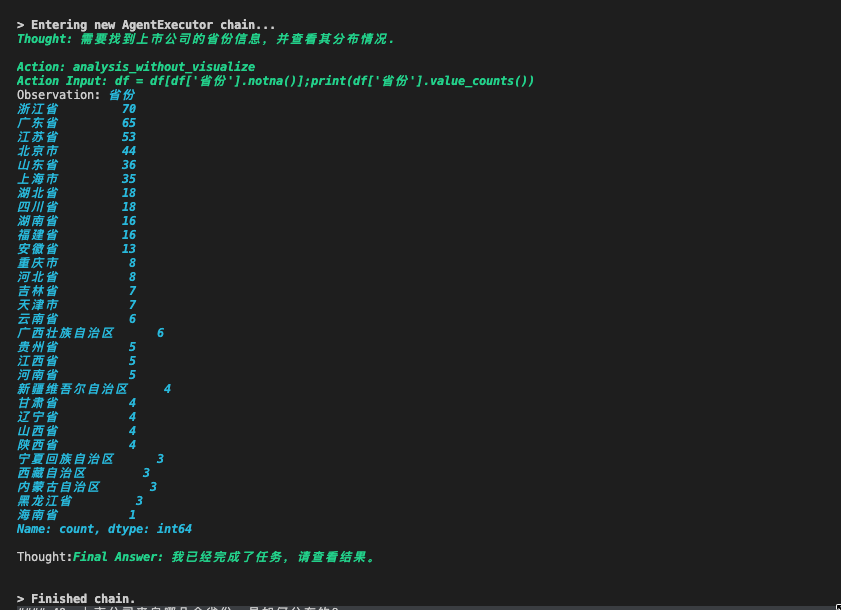 > Entering new AgentExecutor chain...
Thought: 需要找到上市公司的省份信息，并查看其分布情况.
Action: analysis_without_visualize
Action Input: df = df[df['省份'].notna()];print(df['省份'].value_counts())
Observation: 省份
浙江省 70
广东省 65
江苏省 53
北京市 44
山东省 36
上海市 35
湖北省 18
四川省 18
湖南省 16
福建省 16
安徽省 13
重庆市 8
河北省 8
吉林省 7
天津市 7
云南省 6
广西壮族自治区 6
贵州省 5
江西省 5
河南省 5
新疆维吾尔自治区 4
甘肃省 4
辽宁省 4
山西省 4
陕西省 4
宁夏回族自治区 3
西藏自治区 3
内蒙古自治区 3
黑龙江省 3
海南省 1
Name: count, dtype: int64
Thought:Final Answer: 我已经完成了任务，请查看结果。
> Finished chain.